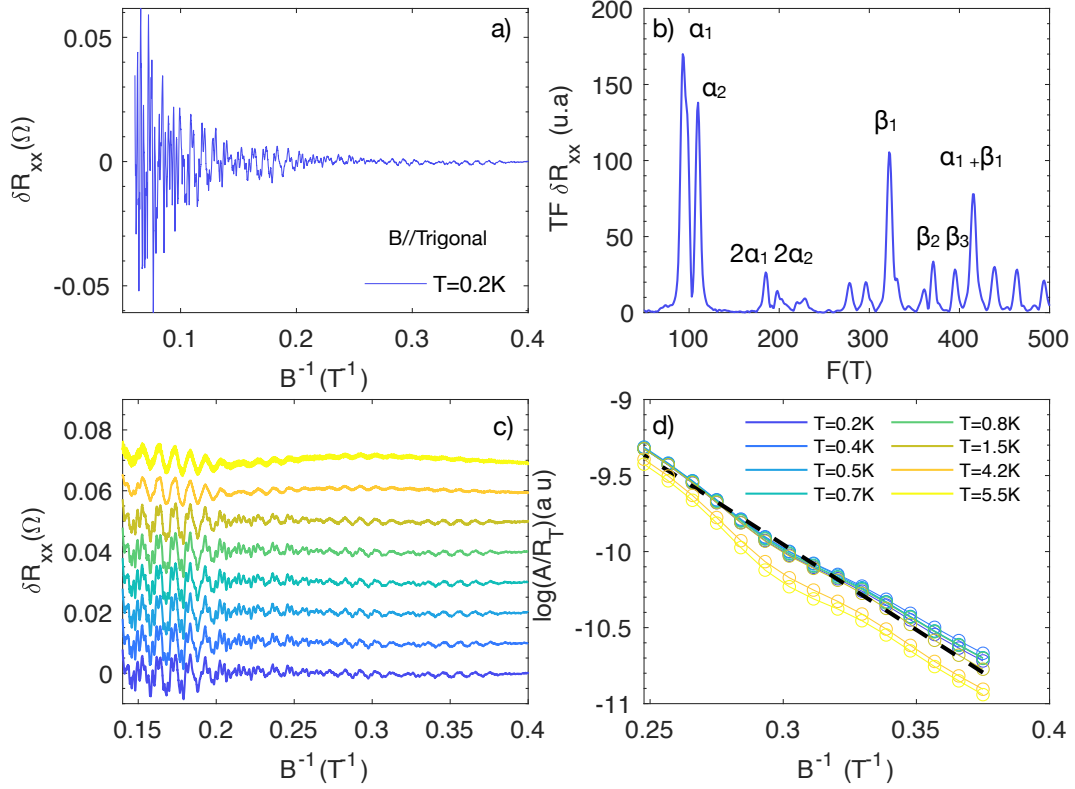 a)
0.05
0
-0.05
δRxx(Ω)
B//Trigonal
T=0.2K
0.1
0.2
0.3
0.4
B⁻¹(T⁻¹)
b)
200
150
100
50
0
TF δRxx (u.a)
α₁
α₂
2α₁ 2α₂
β₁
β₂ β₃
α₁ +β₁
100
200
300
400
500
F(T)
c)
0.08
0.06
0.04
0.02
0
δRxx(Ω)
0.15
0.2
0.25
0.3
0.35
0.4
B⁻¹(T⁻¹)
d)
-9
-9.5
-10
-10.5
-11
log(A/R_T)(a u)
T=0.2K
T=0.4K
T=0.5K
T=0.7K
T=0.8K
T=1.5K
T=4.2K
T=5.5K
0.25
0.3
0.35
0.4
B⁻¹ (T⁻¹)